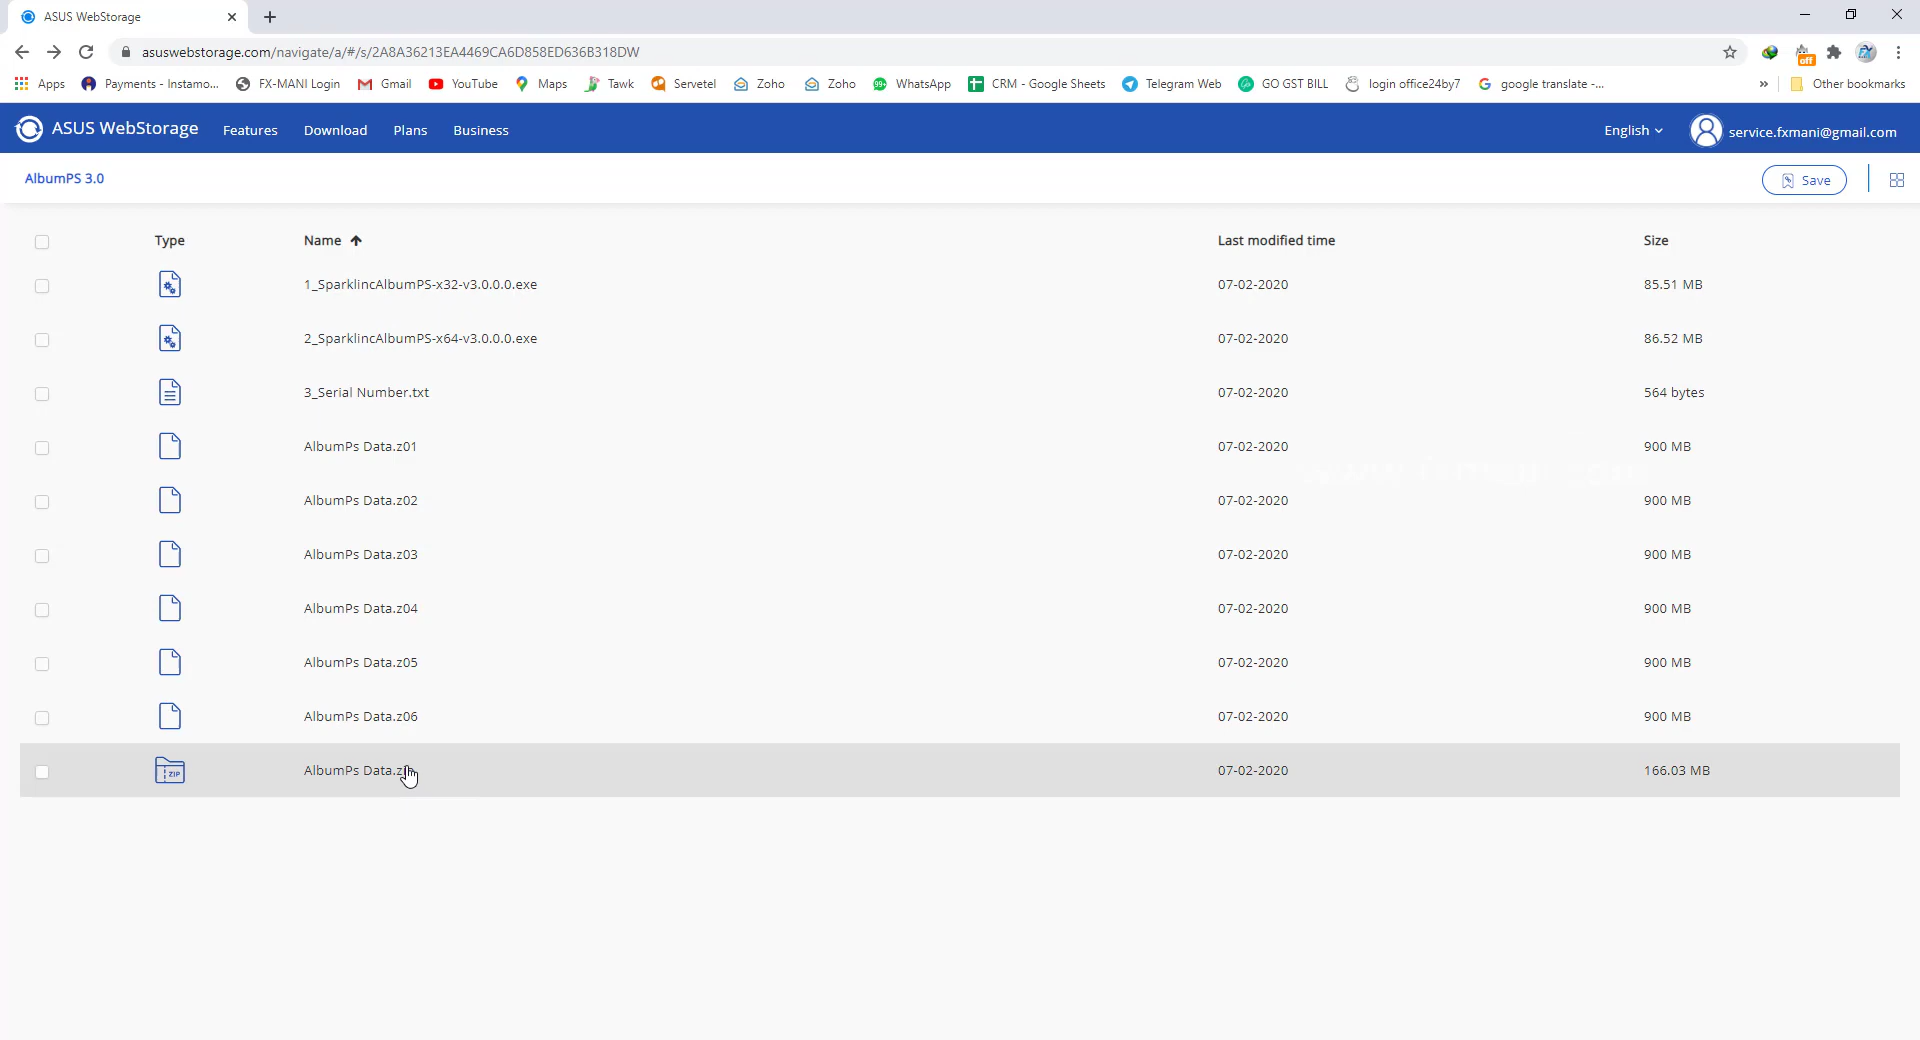 ASUS WebStorage
asuswebstorage.com/navigate/a/#/s/2A8A36213EA4469CA6D858ED636B318DW
off
Apps Payments - Instamo... FX-MANI Login Gmail YouTube Maps Tawk Servetel Zoho Zoho 99+ WhatsApp CRM - Google Sheets Telegram Web GO GST BILL login office24by7 google translate -... » Other bookmarks
ASUS WebStorage Features Download Plans Business English service.fxmani@gmail.com
AlbumPS 3.0 Save
Type Name Last modified time Size
1_SparklincAlbumPS-x32-v3.0.0.0.exe 07-02-2020 85.51 MB
2_SparklincAlbumPS-x64-v3.0.0.0.exe 07-02-2020 86.52 MB
3_Serial Number.txt 07-02-2020 564 bytes
AlbumPs Data.z01 07-02-2020 900 MB
AlbumPs Data.z02 07-02-2020 900 MB
AlbumPs Data.z03 07-02-2020 900 MB
AlbumPs Data.z04 07-02-2020 900 MB
AlbumPs Data.z05 07-02-2020 900 MB
AlbumPs Data.z06 07-02-2020 900 MB
ZIP AlbumPs Data.zip 07-02-2020 166.03 MB